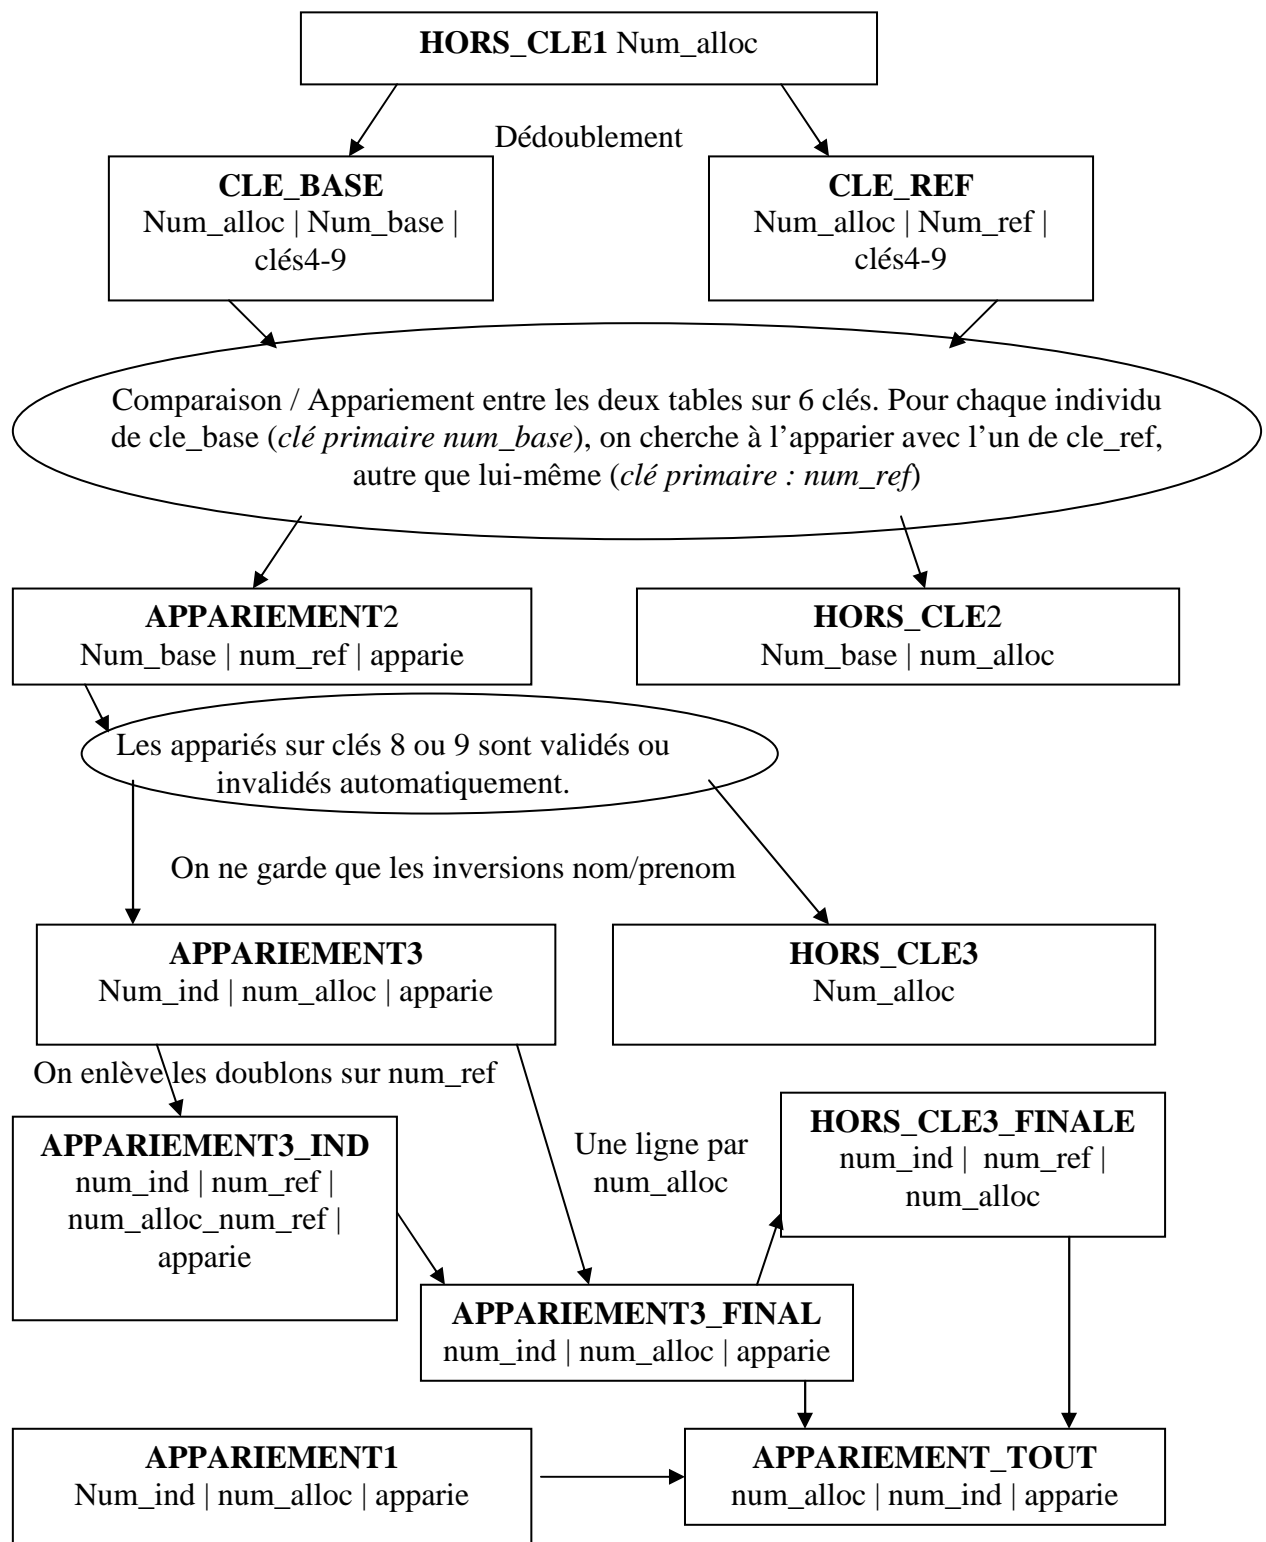 HORS_CLE1 Num_alloc
Dédoublement
CLE_BASE
Num_alloc | Num_base |
clés4-9
CLE_REF
Num_alloc | Num_ref |
clés4-9
Comparaison / Appariement entre les deux tables sur 6 clés. Pour chaque individu
de cle_base (clé primaire num_base), on cherche à l’apparier avec l’un de cle_ref,
autre que lui-même (clé primaire : num_ref)
APPARIEMENT2
Num_base | num_ref | apparie
HORS_CLE2
Num_base | num_alloc
Les appariés sur clés 8 ou 9 sont validés ou
invalidés automatiquement.
On ne garde que les inversions nom/prenom
APPARIEMENT3
Num_ind | num_alloc | apparie
HORS_CLE3
Num_alloc
On enlève les doublons sur num_ref
APPARIEMENT3_IND
num_ind | num_ref |
num_alloc_num_ref |
apparie
Une ligne par
num_alloc
HORS_CLE3_FINALE
num_ind | num_ref |
num_alloc
APPARIEMENT3_FINAL
num_ind | num_alloc | apparie
APPARIEMENT1
Num_ind | num_alloc | apparie
APPARIEMENT_TOUT
num_alloc | num_ind | apparie